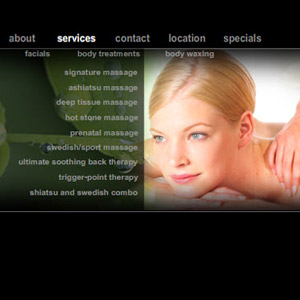 about services contact location specials
facials body treatments body waxing
signature massage
ashiatsu massage
deep tissue massage
hot stone massage
prenatal massage
swedish/sport massage
ultimate soothing back therapy
trigger-point therapy
shiatsu and swedish combo